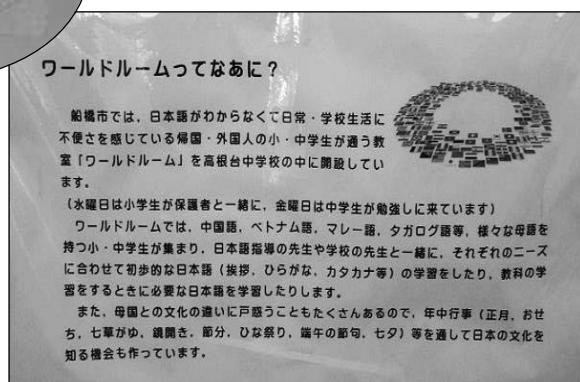 ワールドルームってなあに？
船橋市では，日本語がわからなくて日常・学校生活に
不便さを感じている帰国・外国人の小・中学生が通う教
室「ワールドルーム」を高根台中学校の中に開設してい
ます。
（水曜日は小学生が保護者と一緒に，金曜日は中学生が勉強しに来ています）
ワールドルームでは，中国語，ベトナム語，マレー語，タガログ語等，様々な母語を
持つ小・中学生が集まり，日本語指導の先生や学校の先生と一緒に，それぞれのニーズ
に合わせて初歩的な日本語（挨拶，ひらがな，カタカナ等）の学習をしたり，教科の学
習をするときに必要な日本語を学習したりします。
また，母国との文化の違いに戸惑うこともたくさんあるので，年中行事（正月，おせ
ち，七草がゆ，鏡開き，節分，ひな祭り，端午の節句，七夕）等を通して日本の文化を
知る機会も作っています。